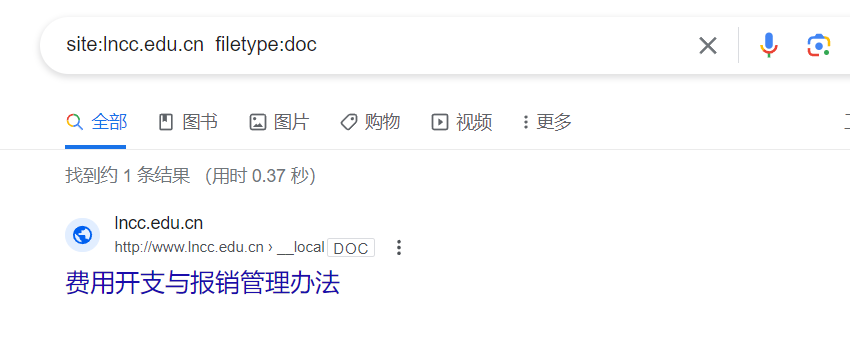 site:lncc.edu.cn  filetype:doc
全部 图书 图片 购物 视频 更多
找到约 1 条结果 （用时 0.37 秒）
lncc.edu.cn
http://www.lncc.edu.cn › __local DOC
费用开支与报销管理办法